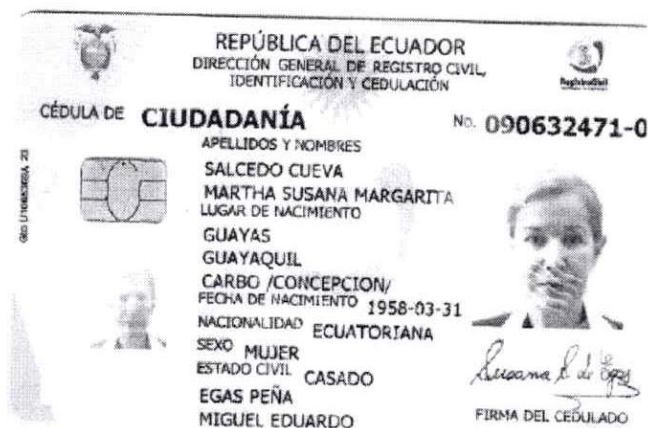 REPÚBLICA DEL ECUADOR
DIRECCIÓN GENERAL DE REGISTRO CIVIL,
IDENTIFICACIÓN Y CEDULACIÓN
CÉDULA DE CIUDADANÍA
No. 090632471-0
APELLIDOS Y NOMBRES
SALCEDO CUEVA
MARTHA SUSANA MARGARITA
LUGAR DE NACIMIENTO
GUAYAS
GUAYAQUIL
CARBO /CONCEPCION/
FECHA DE NACIMIENTO 1958-03-31
NACIONALIDAD ECUATORIANA
SEXO MUJER
ESTADO CIVIL CASADO
EGAS PEÑA
MIGUEL EDUARDO
Susana S de
FIRMA DEL CEDULADO